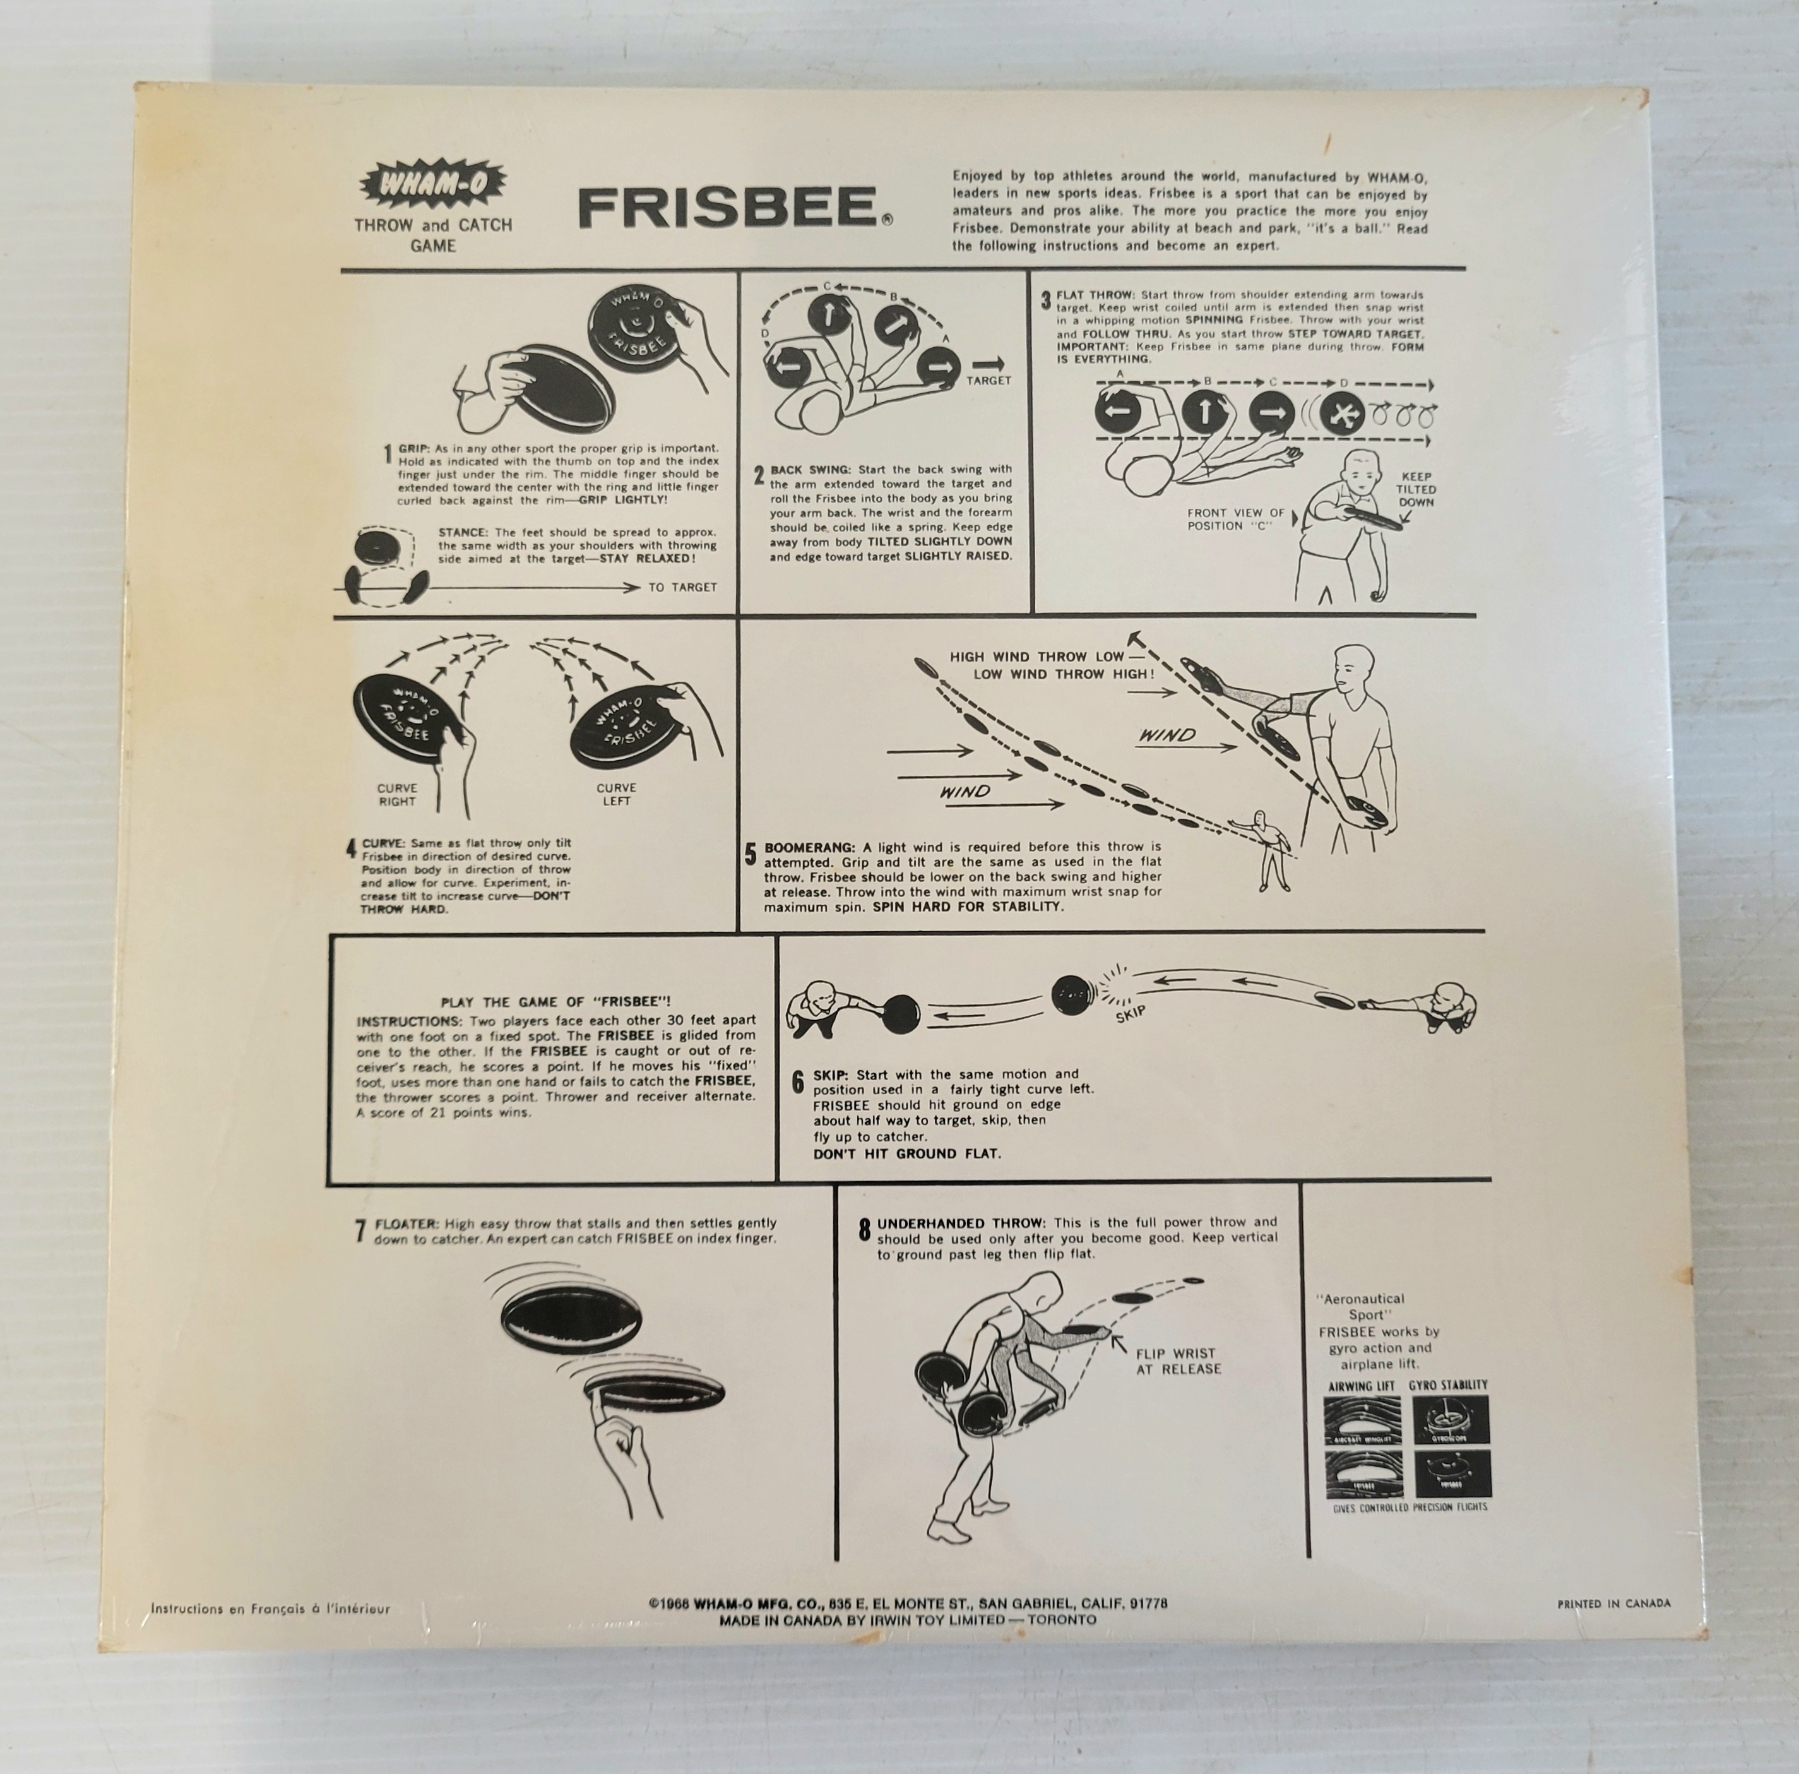 WHAM-O
THROW and CATCH
GAME
FRISBEE®
Enjoyed by top athletes around the world, manufactured by WHAM-O,
leaders in new sports ideas. Frisbee is a sport that can be enjoyed by
amateurs and pros alike. The more you practice the more you enjoy
Frisbee. Demonstrate your ability at beach and park, "it's a ball." Read
the following instructions and become an expert.
WHAM-O
FRISBEE
1 GRIP: As in any other sport the proper grip is important.
Hold as indicated with the thumb on top and the index
finger just under the rim. The middle finger should be
extended toward the center with the ring and little finger
curled back against the rim—GRIP LIGHTLY!
STANCE: The feet should be spread to approx.
the same width as your shoulders with throwing
side aimed at the target—STAY RELAXED!
TO TARGET
C
B
D
A
TARGET
2 BACK SWING: Start the back swing with
the arm extended toward the target and
roll the Frisbee into the body as you bring
your arm back. The wrist and the forearm
should be coiled like a spring. Keep edge
away from body TILTED SLIGHTLY DOWN
and edge toward target SLIGHTLY RAISED.
3 FLAT THROW: Start throw from shoulder extending arm towards
target. Keep wrist coiled until arm is extended then snap wrist
in a whipping motion SPINNING Frisbee. Throw with your wrist
and FOLLOW THRU. As you start throw STEP TOWARD TARGET.
IMPORTANT: Keep Frisbee in same plane during throw. FORM
IS EVERYTHING.
A B C D
KEEP
TILTED
DOWN
FRONT VIEW OF
POSITION "C"
WHAM-O
FRISBEE
WHAM-O
FRISBEE
CURVE
RIGHT
CURVE
LEFT
4 CURVE: Same as flat throw only tilt
Frisbee in direction of desired curve.
Position body in direction of throw
and allow for curve. Experiment, in-
crease tilt to increase curve—DON'T
THROW HARD.
HIGH WIND THROW LOW—
LOW WIND THROW HIGH!
WIND
WIND
5 BOOMERANG: A light wind is required before this throw is
attempted. Grip and tilt are the same as used in the flat
throw. Frisbee should be lower on the back swing and higher
at release. Throw into the wind with maximum wrist snap for
maximum spin. SPIN HARD FOR STABILITY.
PLAY THE GAME OF "FRISBEE"!
INSTRUCTIONS: Two players face each other 30 feet apart
with one foot on a fixed spot. The FRISBEE is glided from
one to the other. If the FRISBEE is caught or out of re-
ceiver's reach, he scores a point. If he moves his "fixed"
foot, uses more than one hand or fails to catch the FRISBEE,
the thrower scores a point. Thrower and receiver alternate.
A score of 21 points wins.
SKIP
6 SKIP: Start with the same motion and
position used in a fairly tight curve left.
FRISBEE should hit ground on edge
about half way to target, skip, then
fly up to catcher.
DON'T HIT GROUND FLAT.
7 FLOATER: High easy throw that stalls and then settles gently
down to catcher. An expert can catch FRISBEE on index finger.
8 UNDERHANDED THROW: This is the full power throw and
should be used only after you become good. Keep vertical
to ground past leg then flip flat.
FLIP WRIST
AT RELEASE
"Aeronautical
Sport"
FRISBEE works by
gyro action and
airplane lift.
AIRWING LIFT GYRO STABILITY
AIRCRAFT WINGLIFT GYROSCOPE
FRISBEE FRISBEE
GIVES CONTROLLED PRECISION FLIGHTS
Instructions en Français à l'intérieur
©1966 WHAM-O MFG. CO., 835 E. EL MONTE ST., SAN GABRIEL, CALIF. 91778
MADE IN CANADA BY IRWIN TOY LIMITED — TORONTO
PRINTED IN CANADA